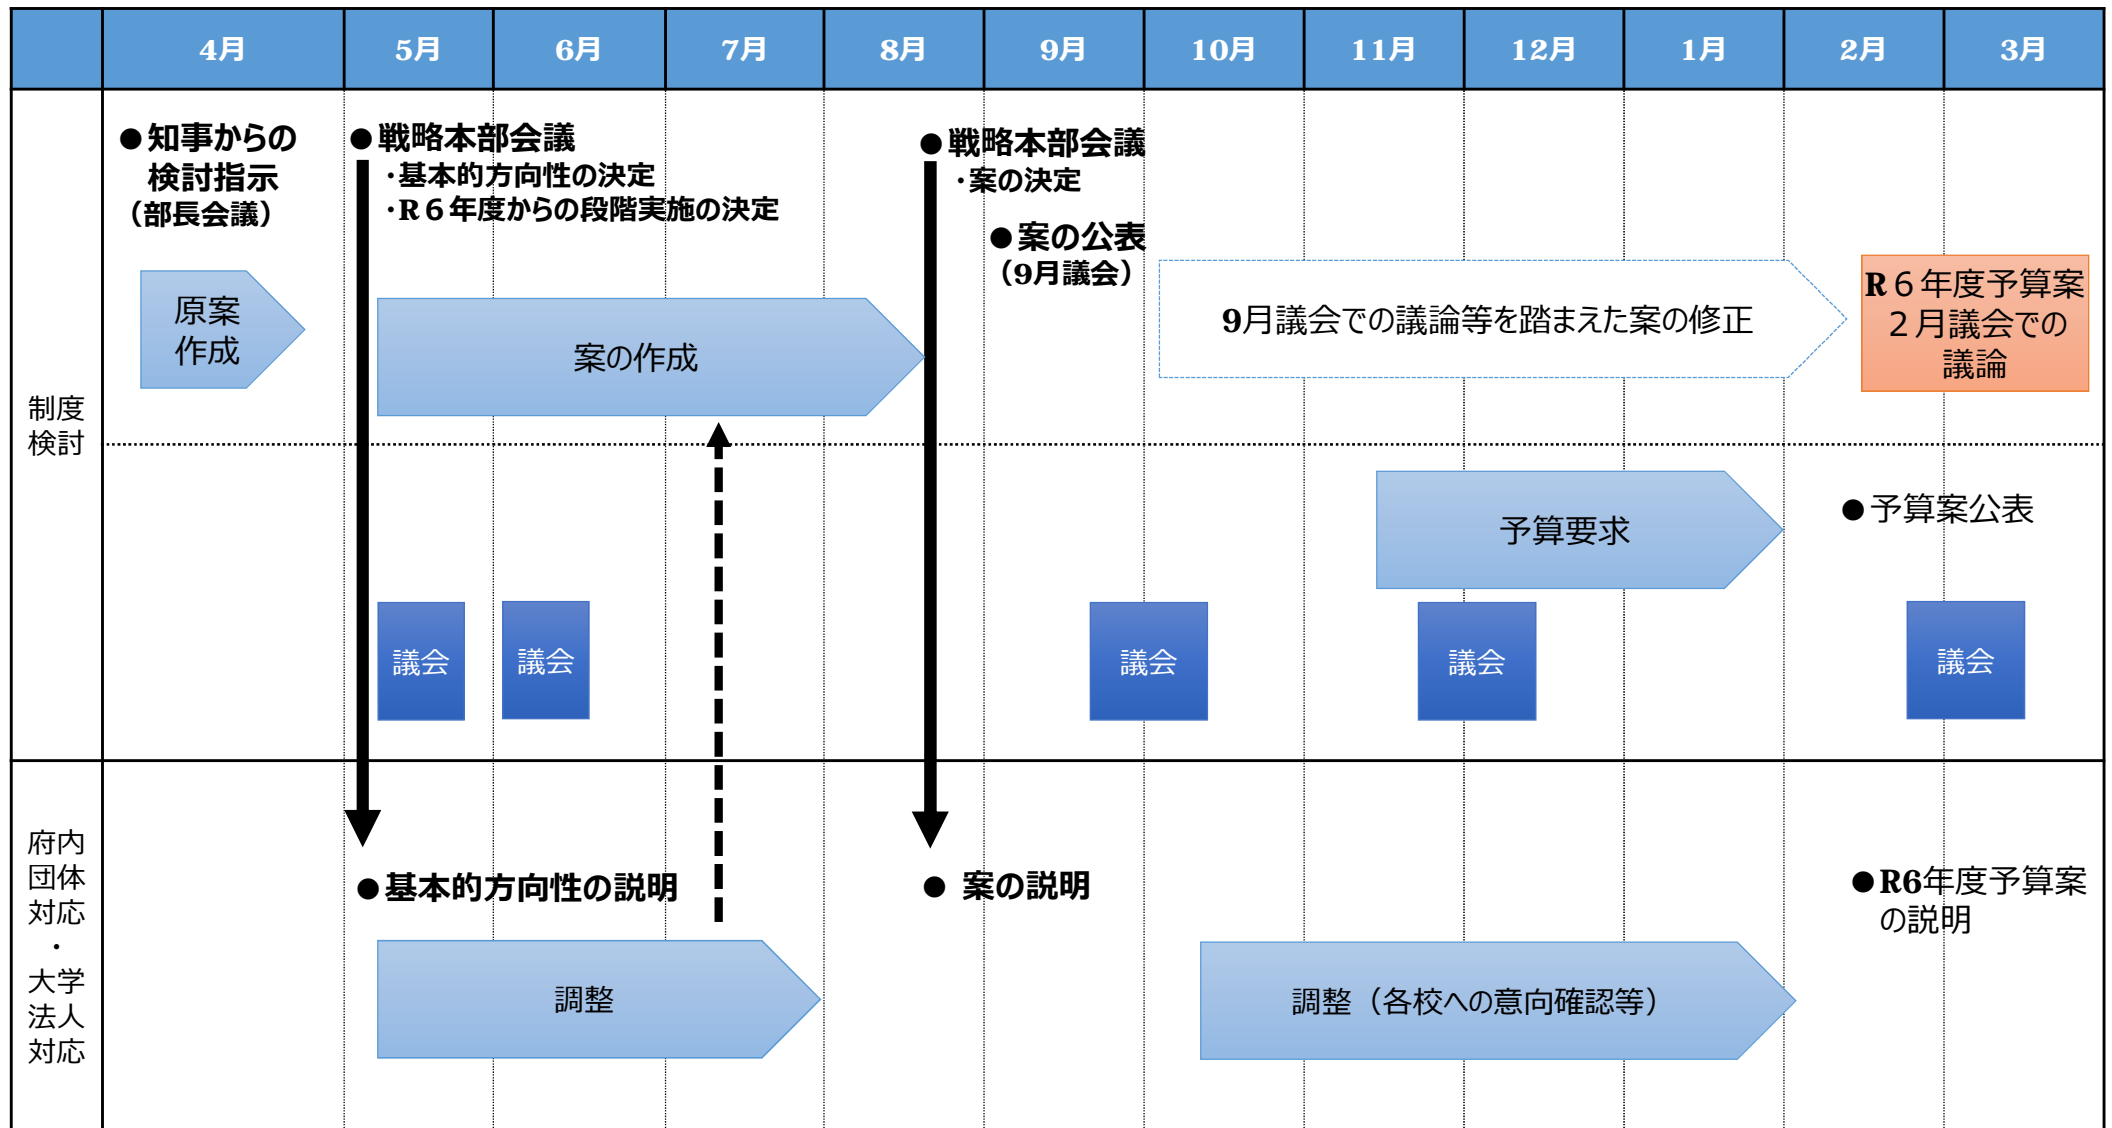 4月
5月
6月
7月
8月
9月
10月
11月
12月
1月
2月
3月
制度
検討
●知事からの
検討指示
（部長会議）
●戦略本部会議
・基本的方向性の決定
・R６年度からの段階実施の決定
●戦略本部会議
・案の決定
●案の公表
（9月議会）
原案
作成
案の作成
9月議会での議論等を踏まえた案の修正
R６年度予算案
２月議会での
議論
予算要求
●予算案公表
議会
議会
議会
議会
議会
府内
団体
対応
・
大学
法人
対応
●基本的方向性の説明
● 案の説明
●R6年度予算案
の説明
調整
調整（各校への意向確認等）